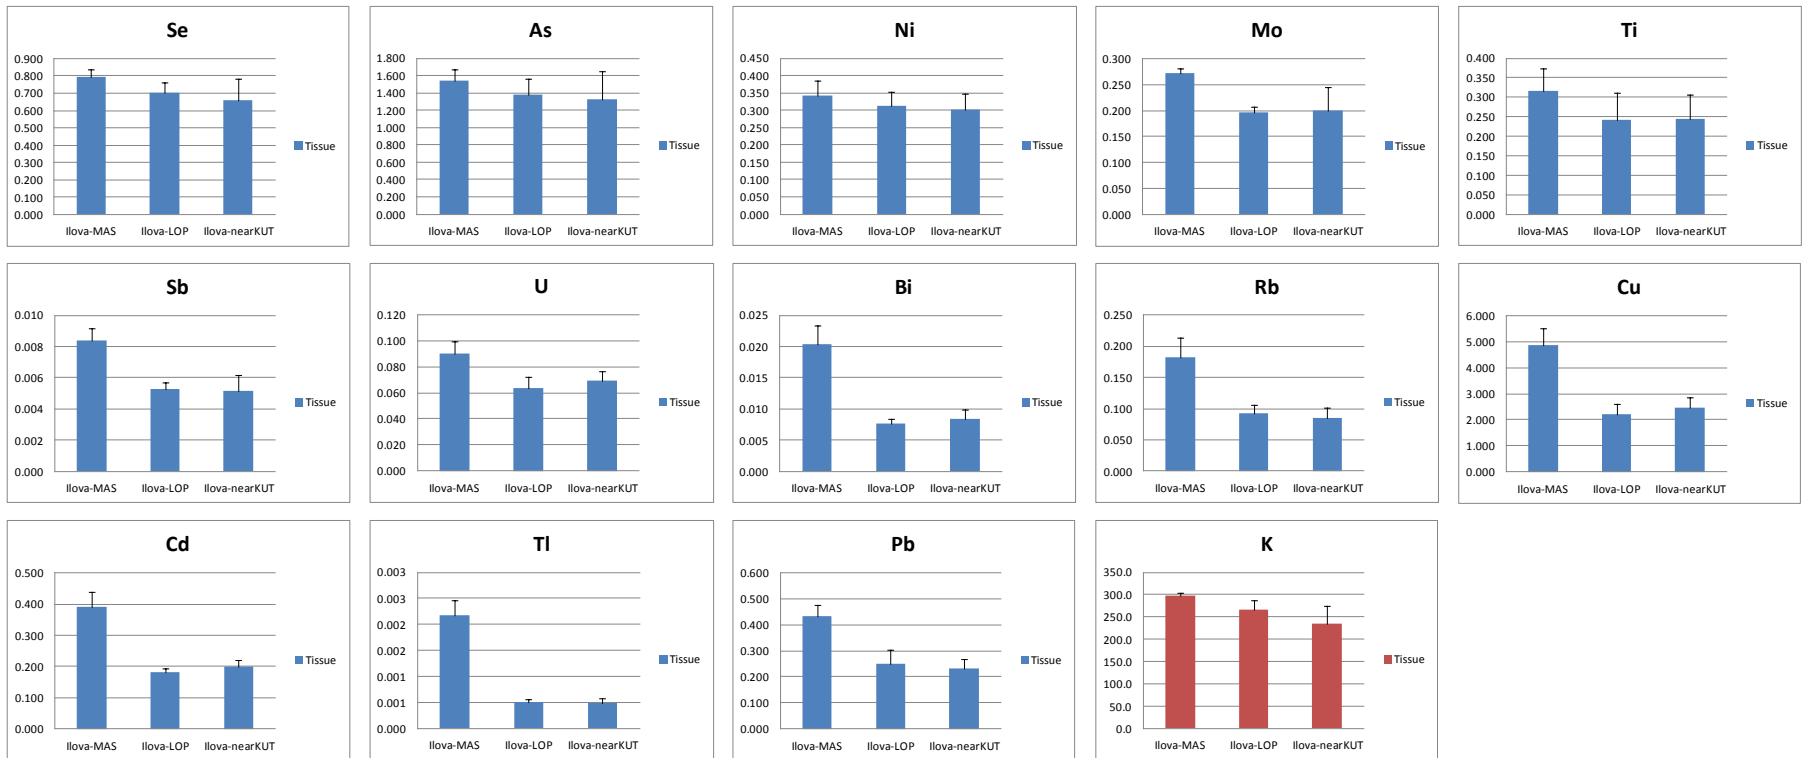 Se
0.900
0.800
0.700
0.600
0.500
0.400
0.300
0.200
0.100
0.000
Ilova-MAS Ilova-LOP Ilova-nearKUT
Tissue
As
1.800
1.600
1.400
1.200
1.000
0.800
0.600
0.400
0.200
0.000
Ilova-MAS Ilova-LOP Ilova-nearKUT
Tissue
Ni
0.450
0.400
0.350
0.300
0.250
0.200
0.150
0.100
0.050
0.000
Ilova-MAS Ilova-LOP Ilova-nearKUT
Tissue
Mo
0.300
0.250
0.200
0.150
0.100
0.050
0.000
Ilova-MAS Ilova-LOP Ilova-nearKUT
Tissue
Ti
0.400
0.350
0.300
0.250
0.200
0.150
0.100
0.050
0.000
Ilova-MAS Ilova-LOP Ilova-nearKUT
Tissue
Sb
0.010
0.008
0.006
0.004
0.002
0.000
Ilova-MAS Ilova-LOP Ilova-nearKUT
Tissue
U
0.120
0.100
0.080
0.060
0.040
0.020
0.000
Ilova-MAS Ilova-LOP Ilova-nearKUT
Tissue
Bi
0.025
0.020
0.015
0.010
0.005
0.000
Ilova-MAS Ilova-LOP Ilova-nearKUT
Tissue
Rb
0.250
0.200
0.150
0.100
0.050
0.000
Ilova-MAS Ilova-LOP Ilova-nearKUT
Tissue
Cu
6.000
5.000
4.000
3.000
2.000
1.000
0.000
Ilova-MAS Ilova-LOP Ilova-nearKUT
Tissue
Cd
0.500
0.400
0.300
0.200
0.100
0.000
Ilova-MAS Ilova-LOP Ilova-nearKUT
Tissue
Tl
0.003
0.003
0.002
0.002
0.001
0.001
0.000
Ilova-MAS Ilova-LOP Ilova-nearKUT
Tissue
Pb
0.600
0.500
0.400
0.300
0.200
0.100
0.000
Ilova-MAS Ilova-LOP Ilova-nearKUT
Tissue
K
350.0
300.0
250.0
200.0
150.0
100.0
50.0
0.0
Ilova-MAS Ilova-LOP Ilova-nearKUT
Tissue